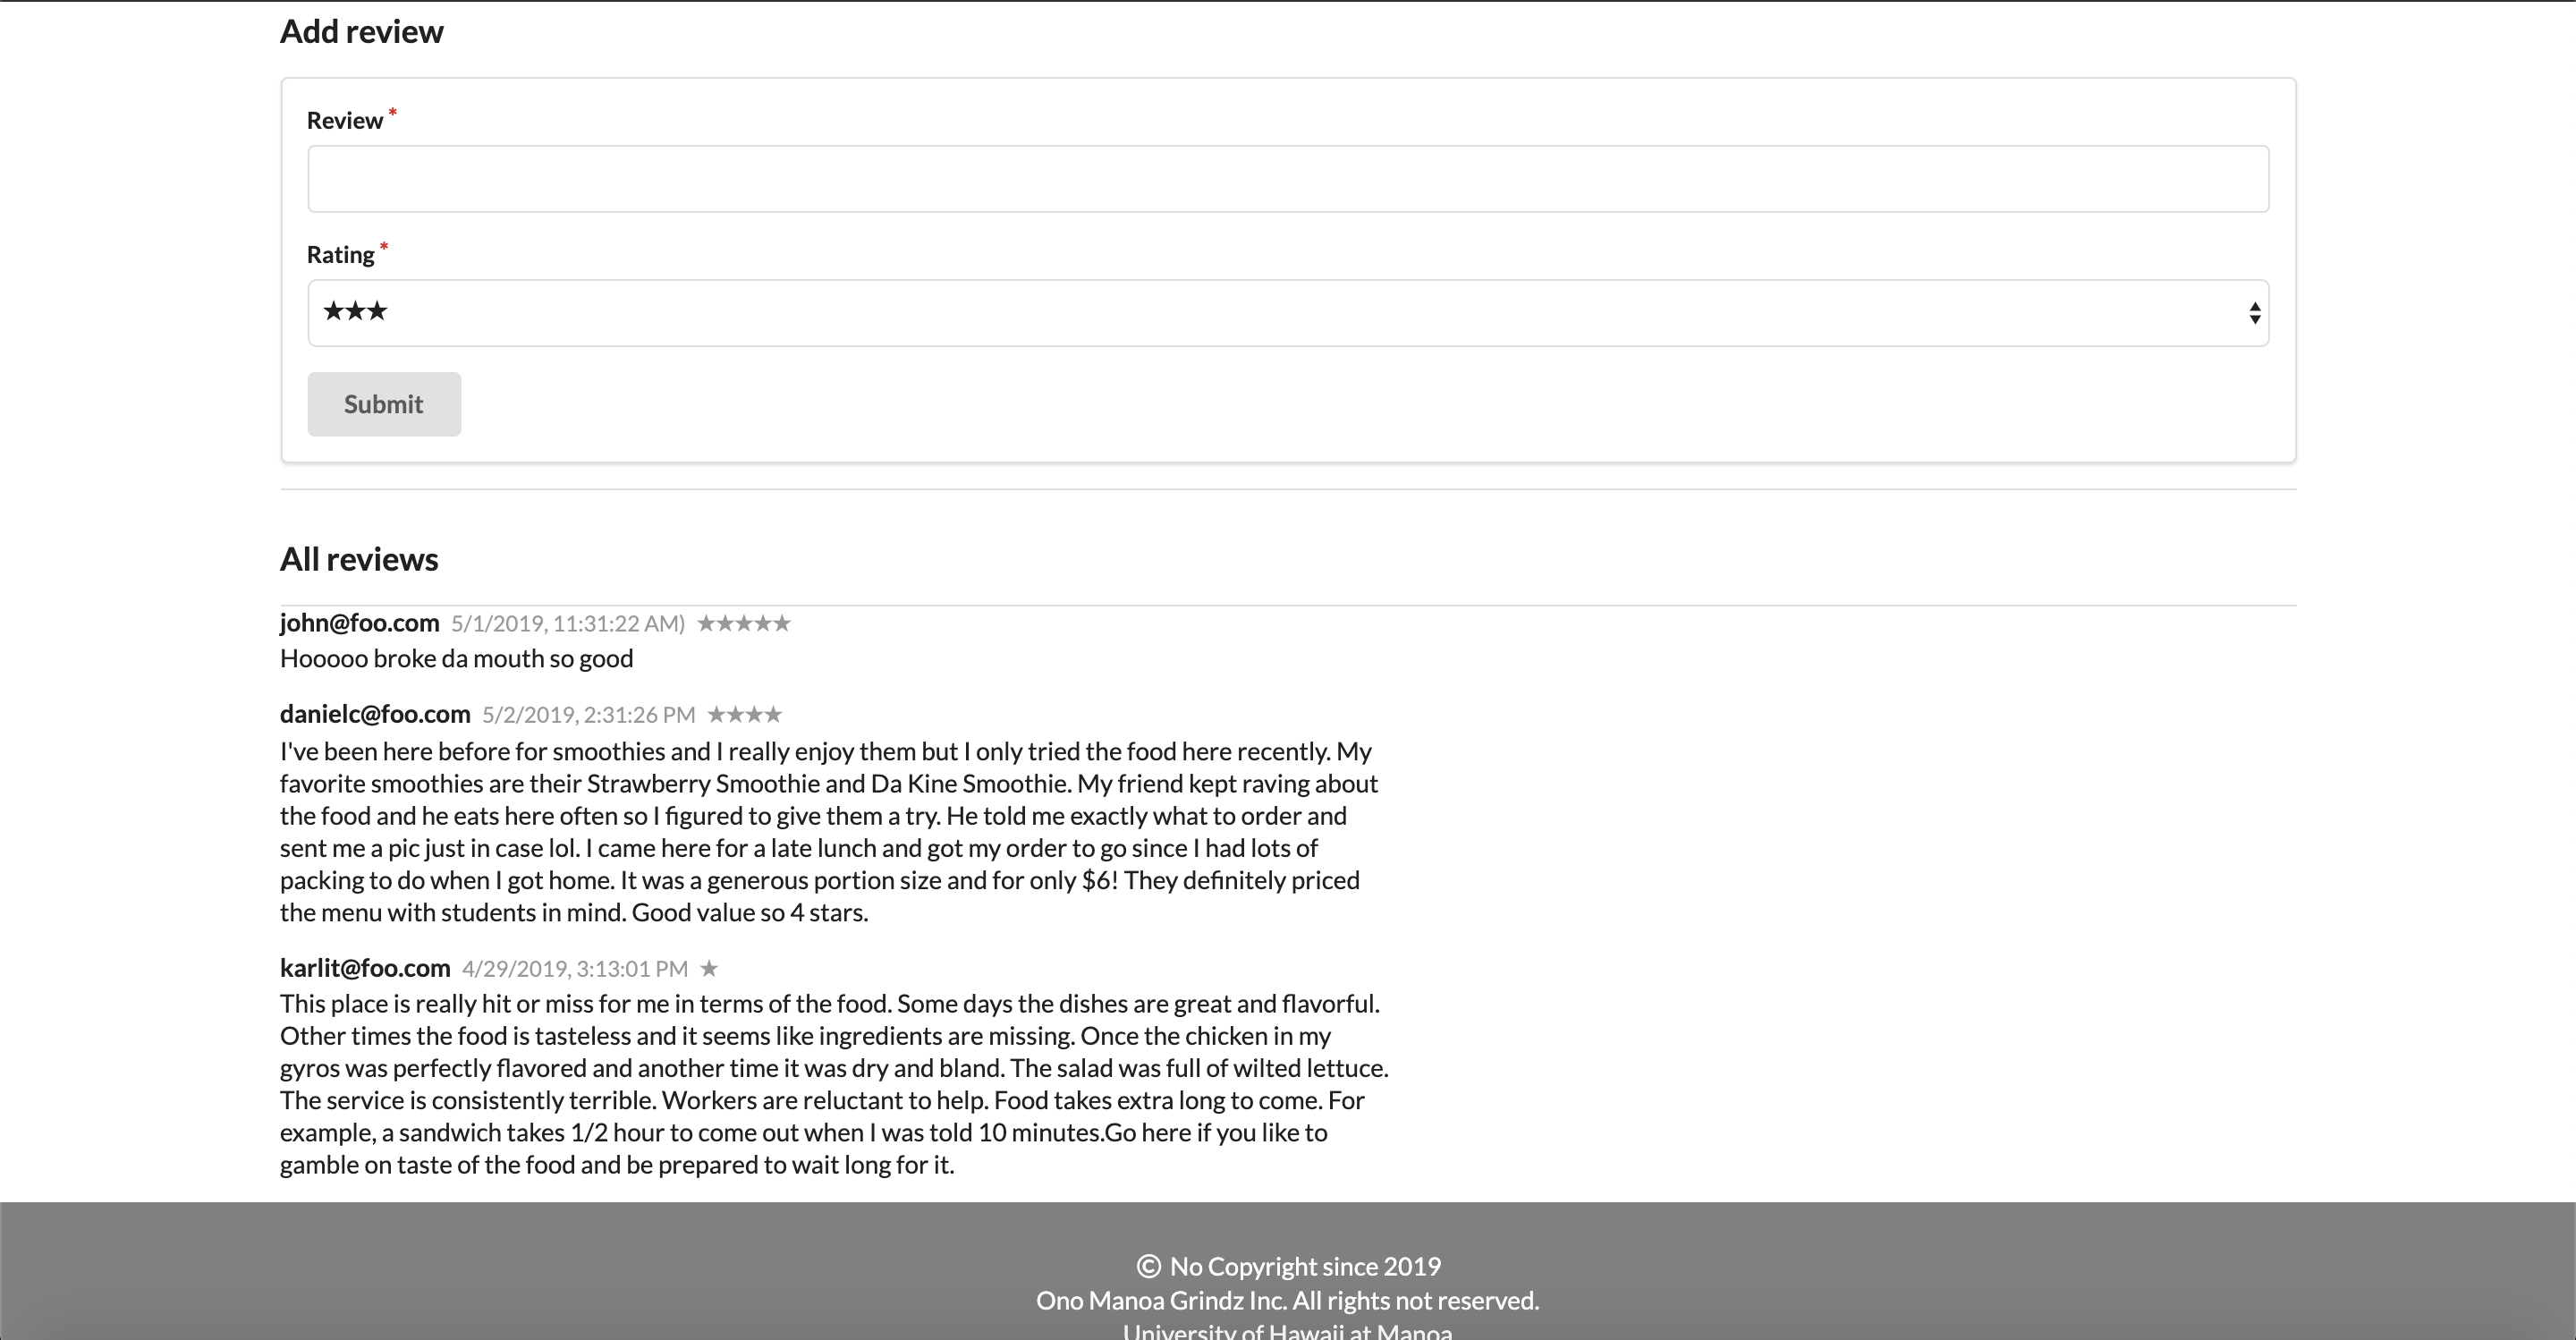 Add review
Review *
Rating *
★★★
Submit
All reviews
john@foo.com 5/1/2019, 11:31:22 AM) ★★★★★
Hooooo broke da mouth so good
danielc@foo.com 5/2/2019, 2:31:26 PM ★★★★
I've been here before for smoothies and I really enjoy them but I only tried the food here recently. My
favorite smoothies are their Strawberry Smoothie and Da Kine Smoothie. My friend kept raving about
the food and he eats here often so I figured to give them a try. He told me exactly what to order and
sent me a pic just in case lol. I came here for a late lunch and got my order to go since I had lots of
packing to do when I got home. It was a generous portion size and for only $6! They definitely priced
the menu with students in mind. Good value so 4 stars.
karlit@foo.com 4/29/2019, 3:13:01 PM ★
This place is really hit or miss for me in terms of the food. Some days the dishes are great and flavorful.
Other times the food is tasteless and it seems like ingredients are missing. Once the chicken in my
gyros was perfectly flavored and another time it was dry and bland. The salad was full of wilted lettuce.
The service is consistently terrible. Workers are reluctant to help. Food takes extra long to come. For
example, a sandwich takes 1/2 hour to come out when I was told 10 minutes.Go here if you like to
gamble on taste of the food and be prepared to wait long for it.
© No Copyright since 2019
Ono Manoa Grindz Inc. All rights not reserved.
University of Hawaii at Manoa